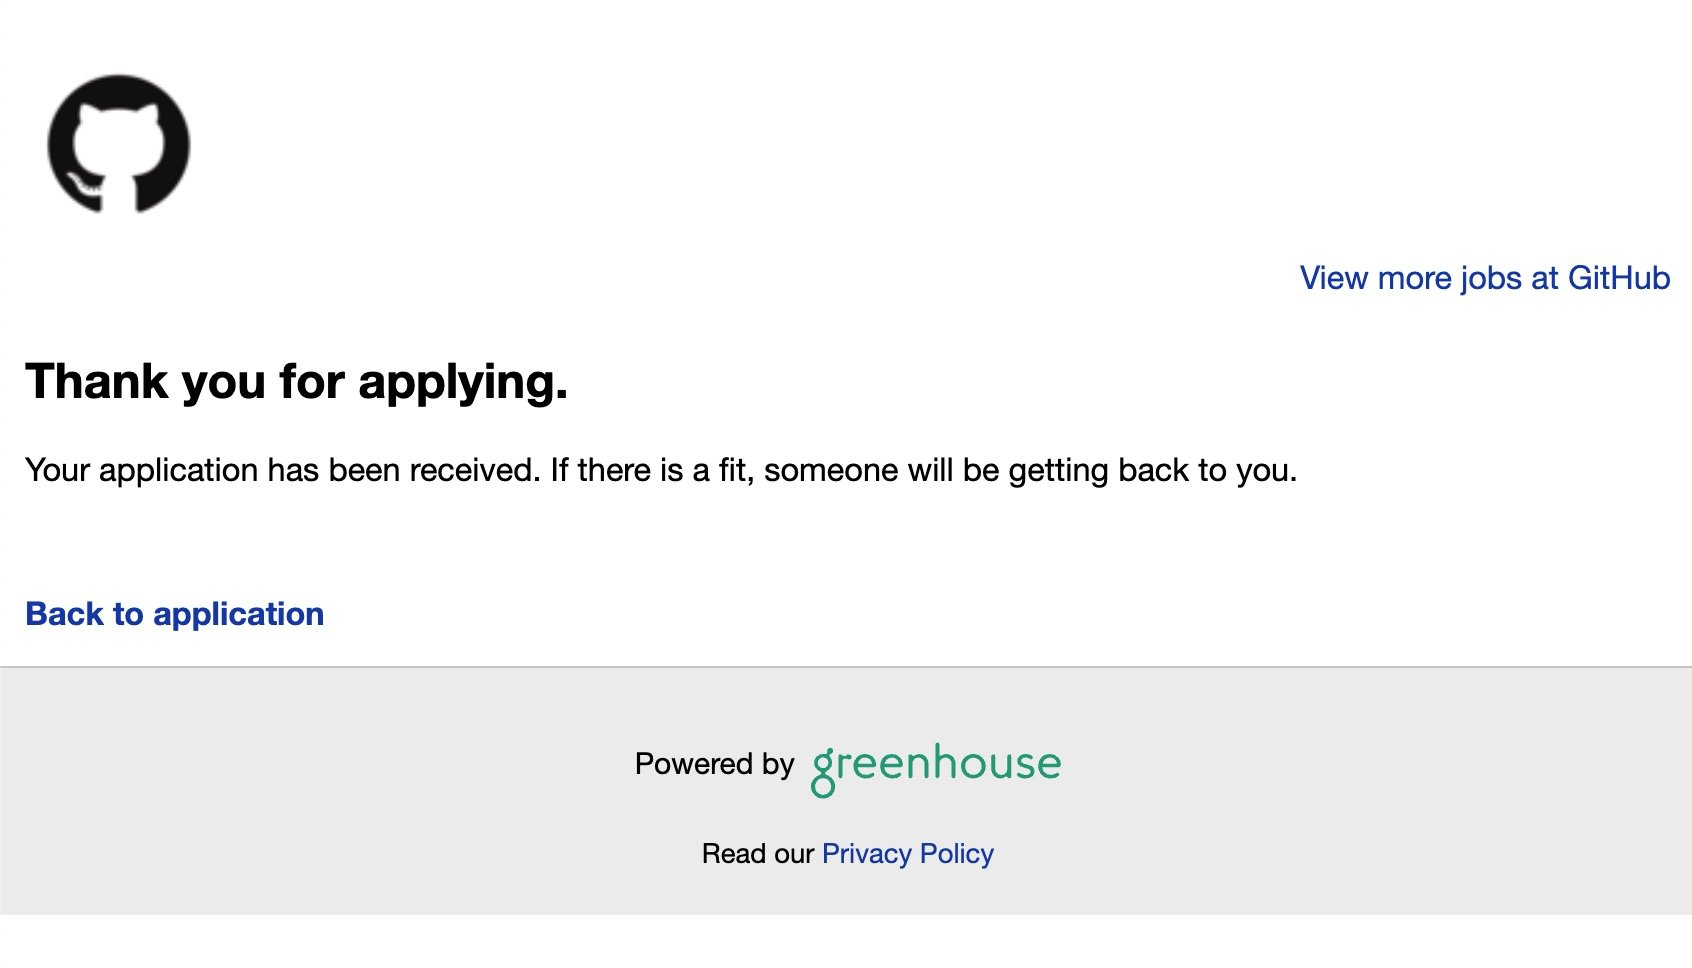 View more jobs at GitHub
Thank you for applying.
Your application has been received. If there is a fit, someone will be getting back to you.
Back to application
Powered by greenhouse
Read our Privacy Policy